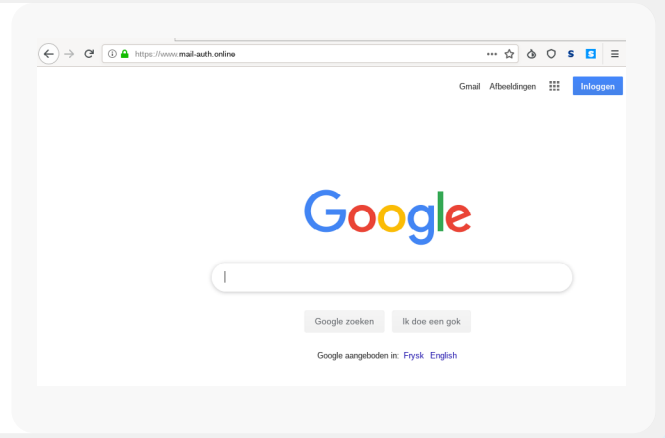 https://www.mail-auth.online
S S
Gmail Afbeeldingen Inloggen
Google
Google zoeken Ik doe een gok
Google aangeboden in: Frysk English